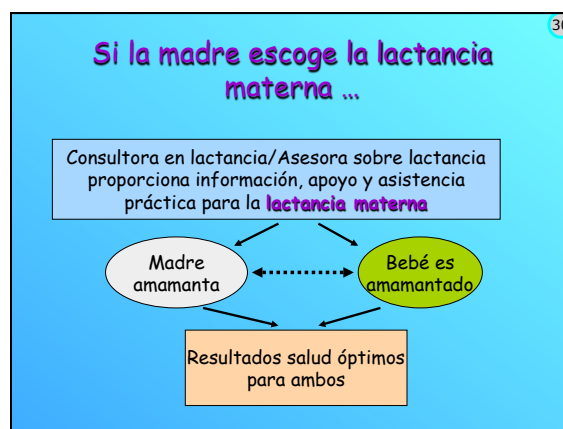 Si la madre escoge la lactancia
materna ...
Consultora en lactancia/Asesora sobre lactancia
proporciona información, apoyo y asistencia
práctica para la lactancia materna
Madre
amamanta
Bebé es
amamantado
Resultados salud óptimos
para ambos